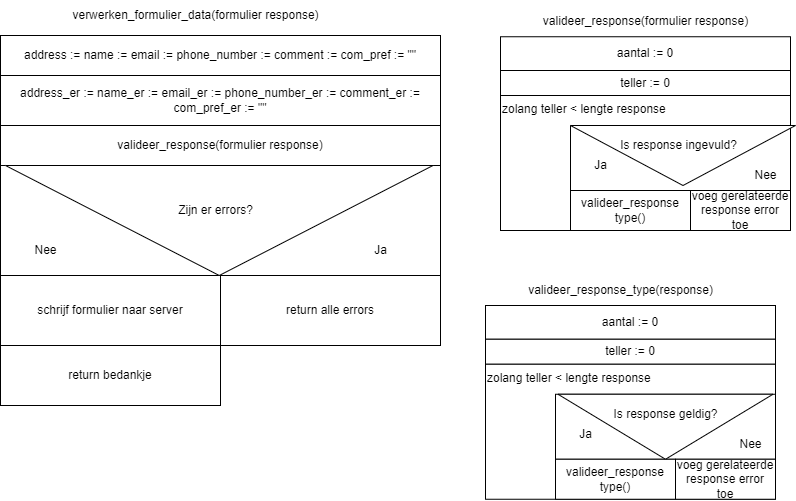 verwerken_formulier_data(formulier response)
address := name := email := phone_number := comment := com_pref := ""
address_er := name_er := email_er := phone_number_er := comment_er :=
com_pref_er := ""
valideer_response(formulier response)
Zijn er errors?
Nee
Ja
schrijf formulier naar server
return alle errors
return bedankje
valideer_response(formulier response)
aantal := 0
teller := 0
zolang teller < lengte response
Is response ingevuld?
Ja
Nee
valideer_response
type()
voeg gerelateerde
response error
toe
valideer_response_type(response)
aantal := 0
teller := 0
zolang teller < lengte response
Is response geldig?
Ja
Nee
valideer_response
type()
voeg gerelateerde
response error
toe